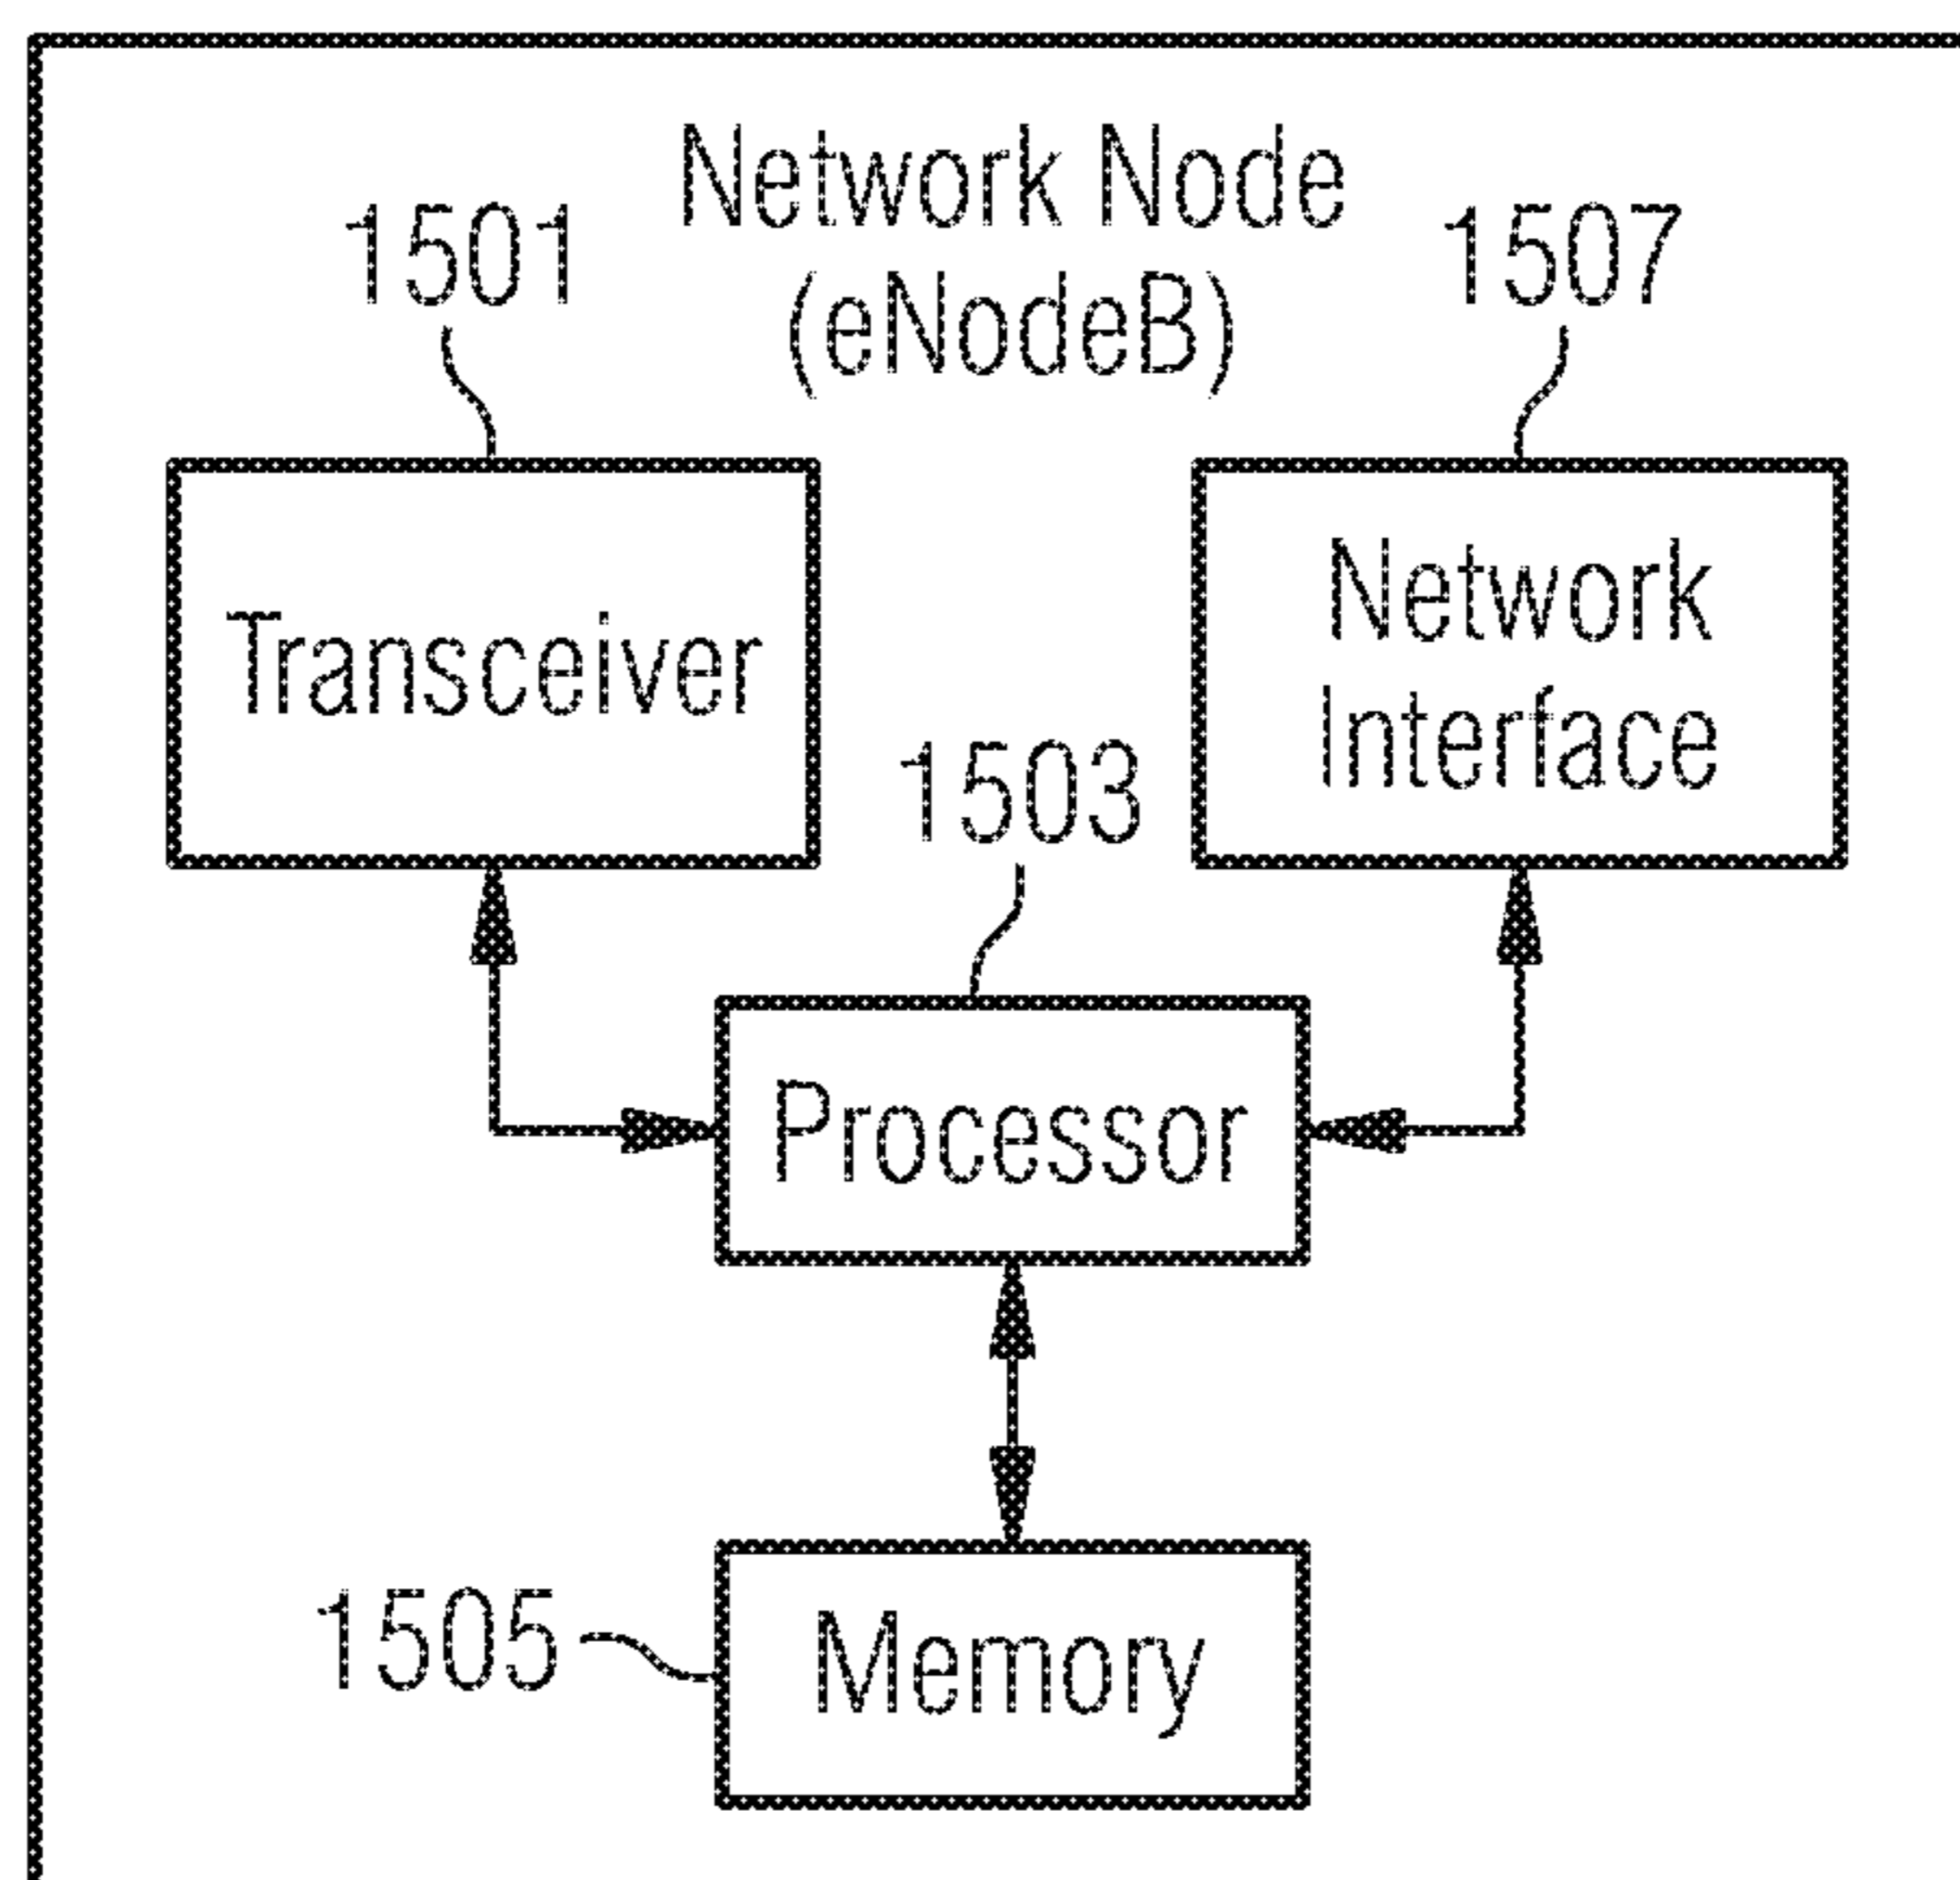 Network Node
(eNodeB)
1501
1507
Transceiver
Network
Interface
1503
Processor
1505
Memory